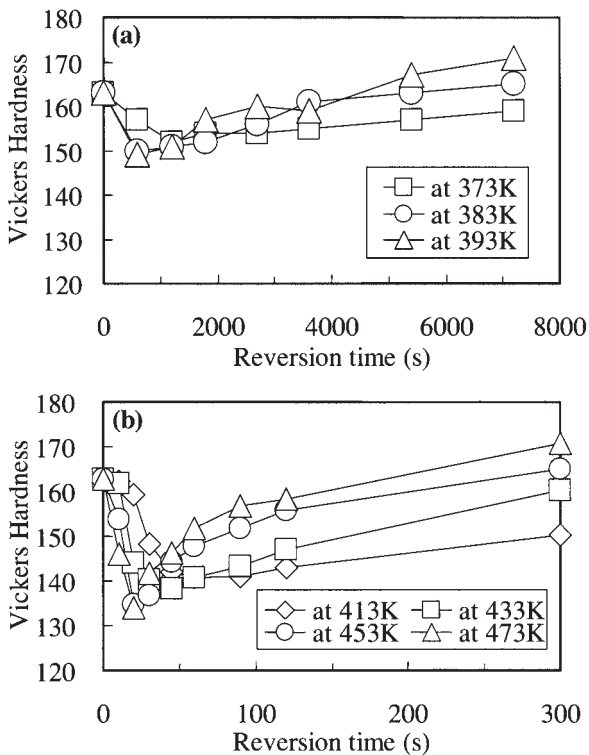 (a)
Vickers Hardness
180
170
160
150
140
130
120
at 373K
at 383K
at 393K
0 2000 4000 6000 8000
Reversion time (s)
(b)
Vickers Hardness
180
170
160
150
140
130
120
at 413K at 433K
at 453K at 473K
0 100 200 300
Reversion time (s)